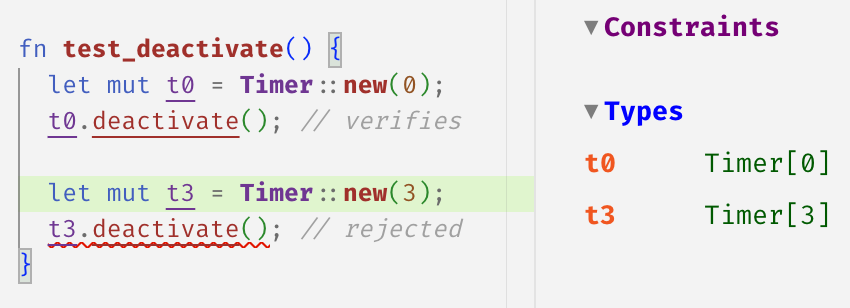 fn test_deactivate() {
let mut t0 = Timer::new(0);
t0.deactivate(); // verifies
let mut t3 = Timer::new(3);
t3.deactivate(); // rejected
}
▼Constraints
▼Types
t0 Timer[0]
t3 Timer[3]